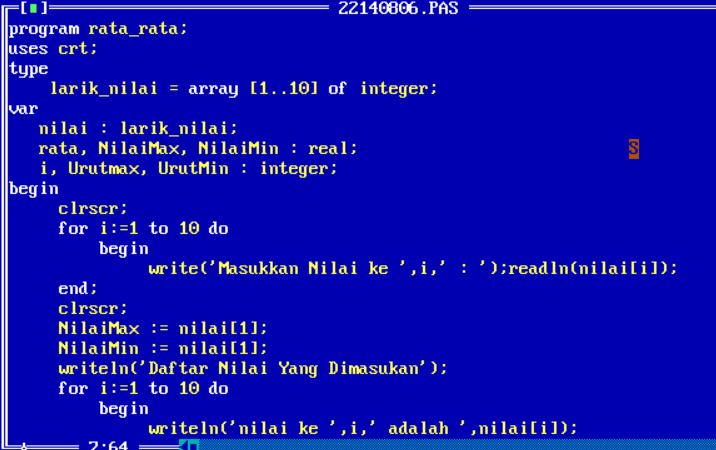 [■] 22140806.PAS
program rata_rata;
uses crt;
type
larik_nilai = array [1..10] of integer;
var
nilai : larik_nilai;
rata, NilaiMax, NilaiMin : real; S
i, Urutmax, UrutMin : integer;
begin
clrscr;
for i:=1 to 10 do
begin
write('Masukkan Nilai ke ',i,' : ');readln(nilai[i]);
end;
clrscr;
NilaiMax := nilai[1];
NilaiMin := nilai[1];
writeln('Daftar Nilai Yang Dimasukan');
for i:=1 to 10 do
begin
writeln('nilai ke ',i,' adalah ',nilai[i]);
2:64